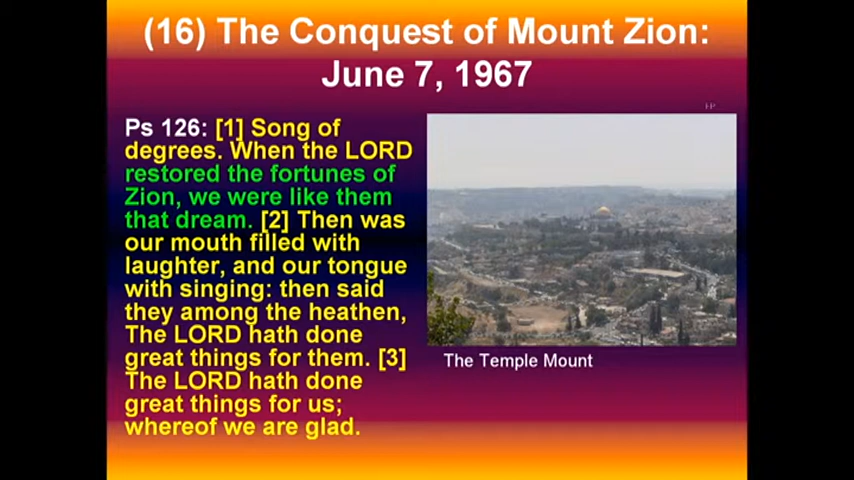 (16) The Conquest of Mount Zion:
June 7, 1967
Ps 126: [1] Song of
degrees. When the LORD
restored the fortunes of
Zion, we were like them
that dream. [2] Then was
our mouth filled with
laughter, and our tongue
with singing: then said
they among the heathen,
The LORD hath done
great things for them. [3]
The LORD hath done
great things for us;
whereof we are glad.
The Temple Mount